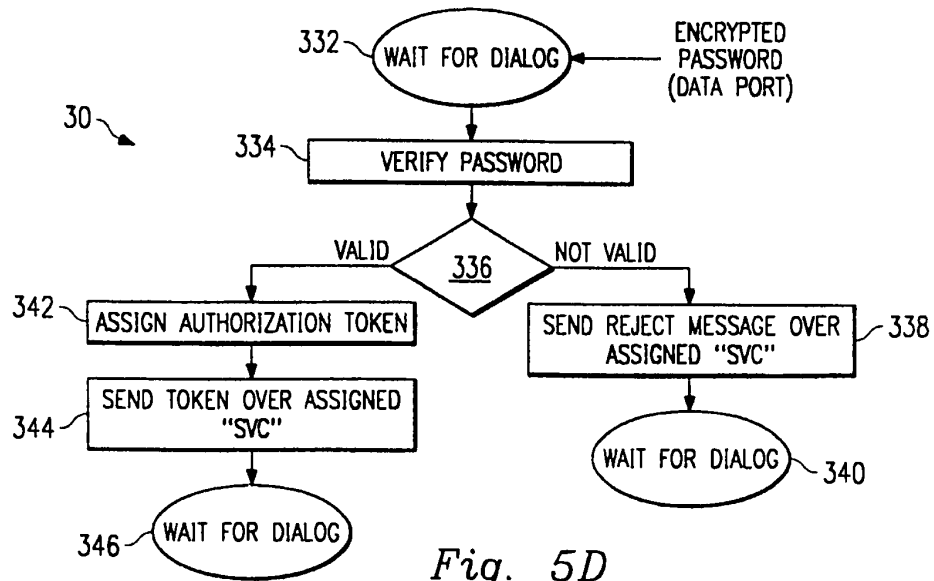 332
WAIT FOR DIALOG
ENCRYPTED
PASSWORD
(DATA PORT)
30
334
VERIFY PASSWORD
VALID
336
NOT VALID
342
ASSIGN AUTHORIZATION TOKEN
SEND REJECT MESSAGE OVER
ASSIGNED "SVC"
338
344
SEND TOKEN OVER ASSIGNED
"SVC"
WAIT FOR DIALOG
340
346
WAIT FOR DIALOG
Fig. 5D